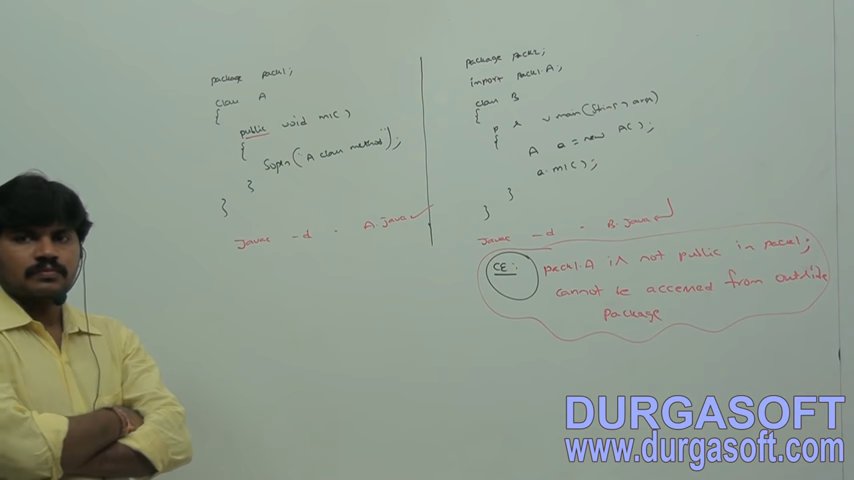 package pack1;
class A
{
public void m1()
{
Sopln("A class method");
}
}
javac -d . A.java
package pack2;
import pack1.A;
class B
{
p s v main(String[] args)
{
A a = new A();
a.m1();
}
}
javac -d . B.java
CE: pack1.A is not public in pack1;
cannot be accessed from outside
package
DURGASOFT
www.durgasoft.com